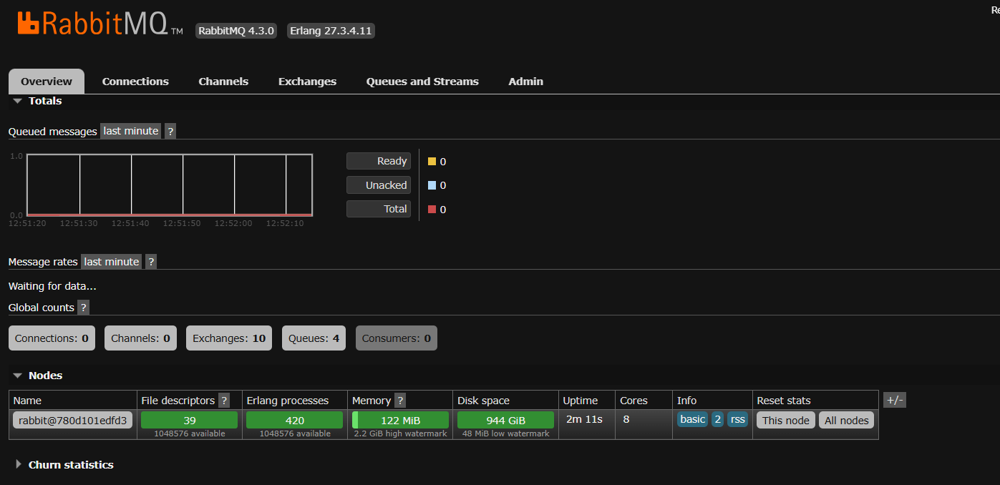 RabbitMQ TM RabbitMQ 4.3.0 Erlang 27.3.4.11
Overview Connections Channels Exchanges Queues and Streams Admin
Totals
Queued messages last minute ?
1.0
0.0
12:51:20 12:51:30 12:51:40 12:51:50 12:52:00 12:52:10
Ready 0
Unacked 0
Total 0
Message rates last minute ?
Waiting for data...
Global counts ?
Connections: 0 Channels: 0 Exchanges: 10 Queues: 4 Consumers: 0
Nodes
Name File descriptors ? Erlang processes Memory ? Disk space Uptime Cores Info Reset stats +/-
rabbit@780d101edfd3 39 420 122 MiB 944 GiB 2m 11s 8 basic 2 rss This node All nodes
1048576 available 1048576 available 2.2 GiB high watermark 48 MiB low watermark
Churn statistics